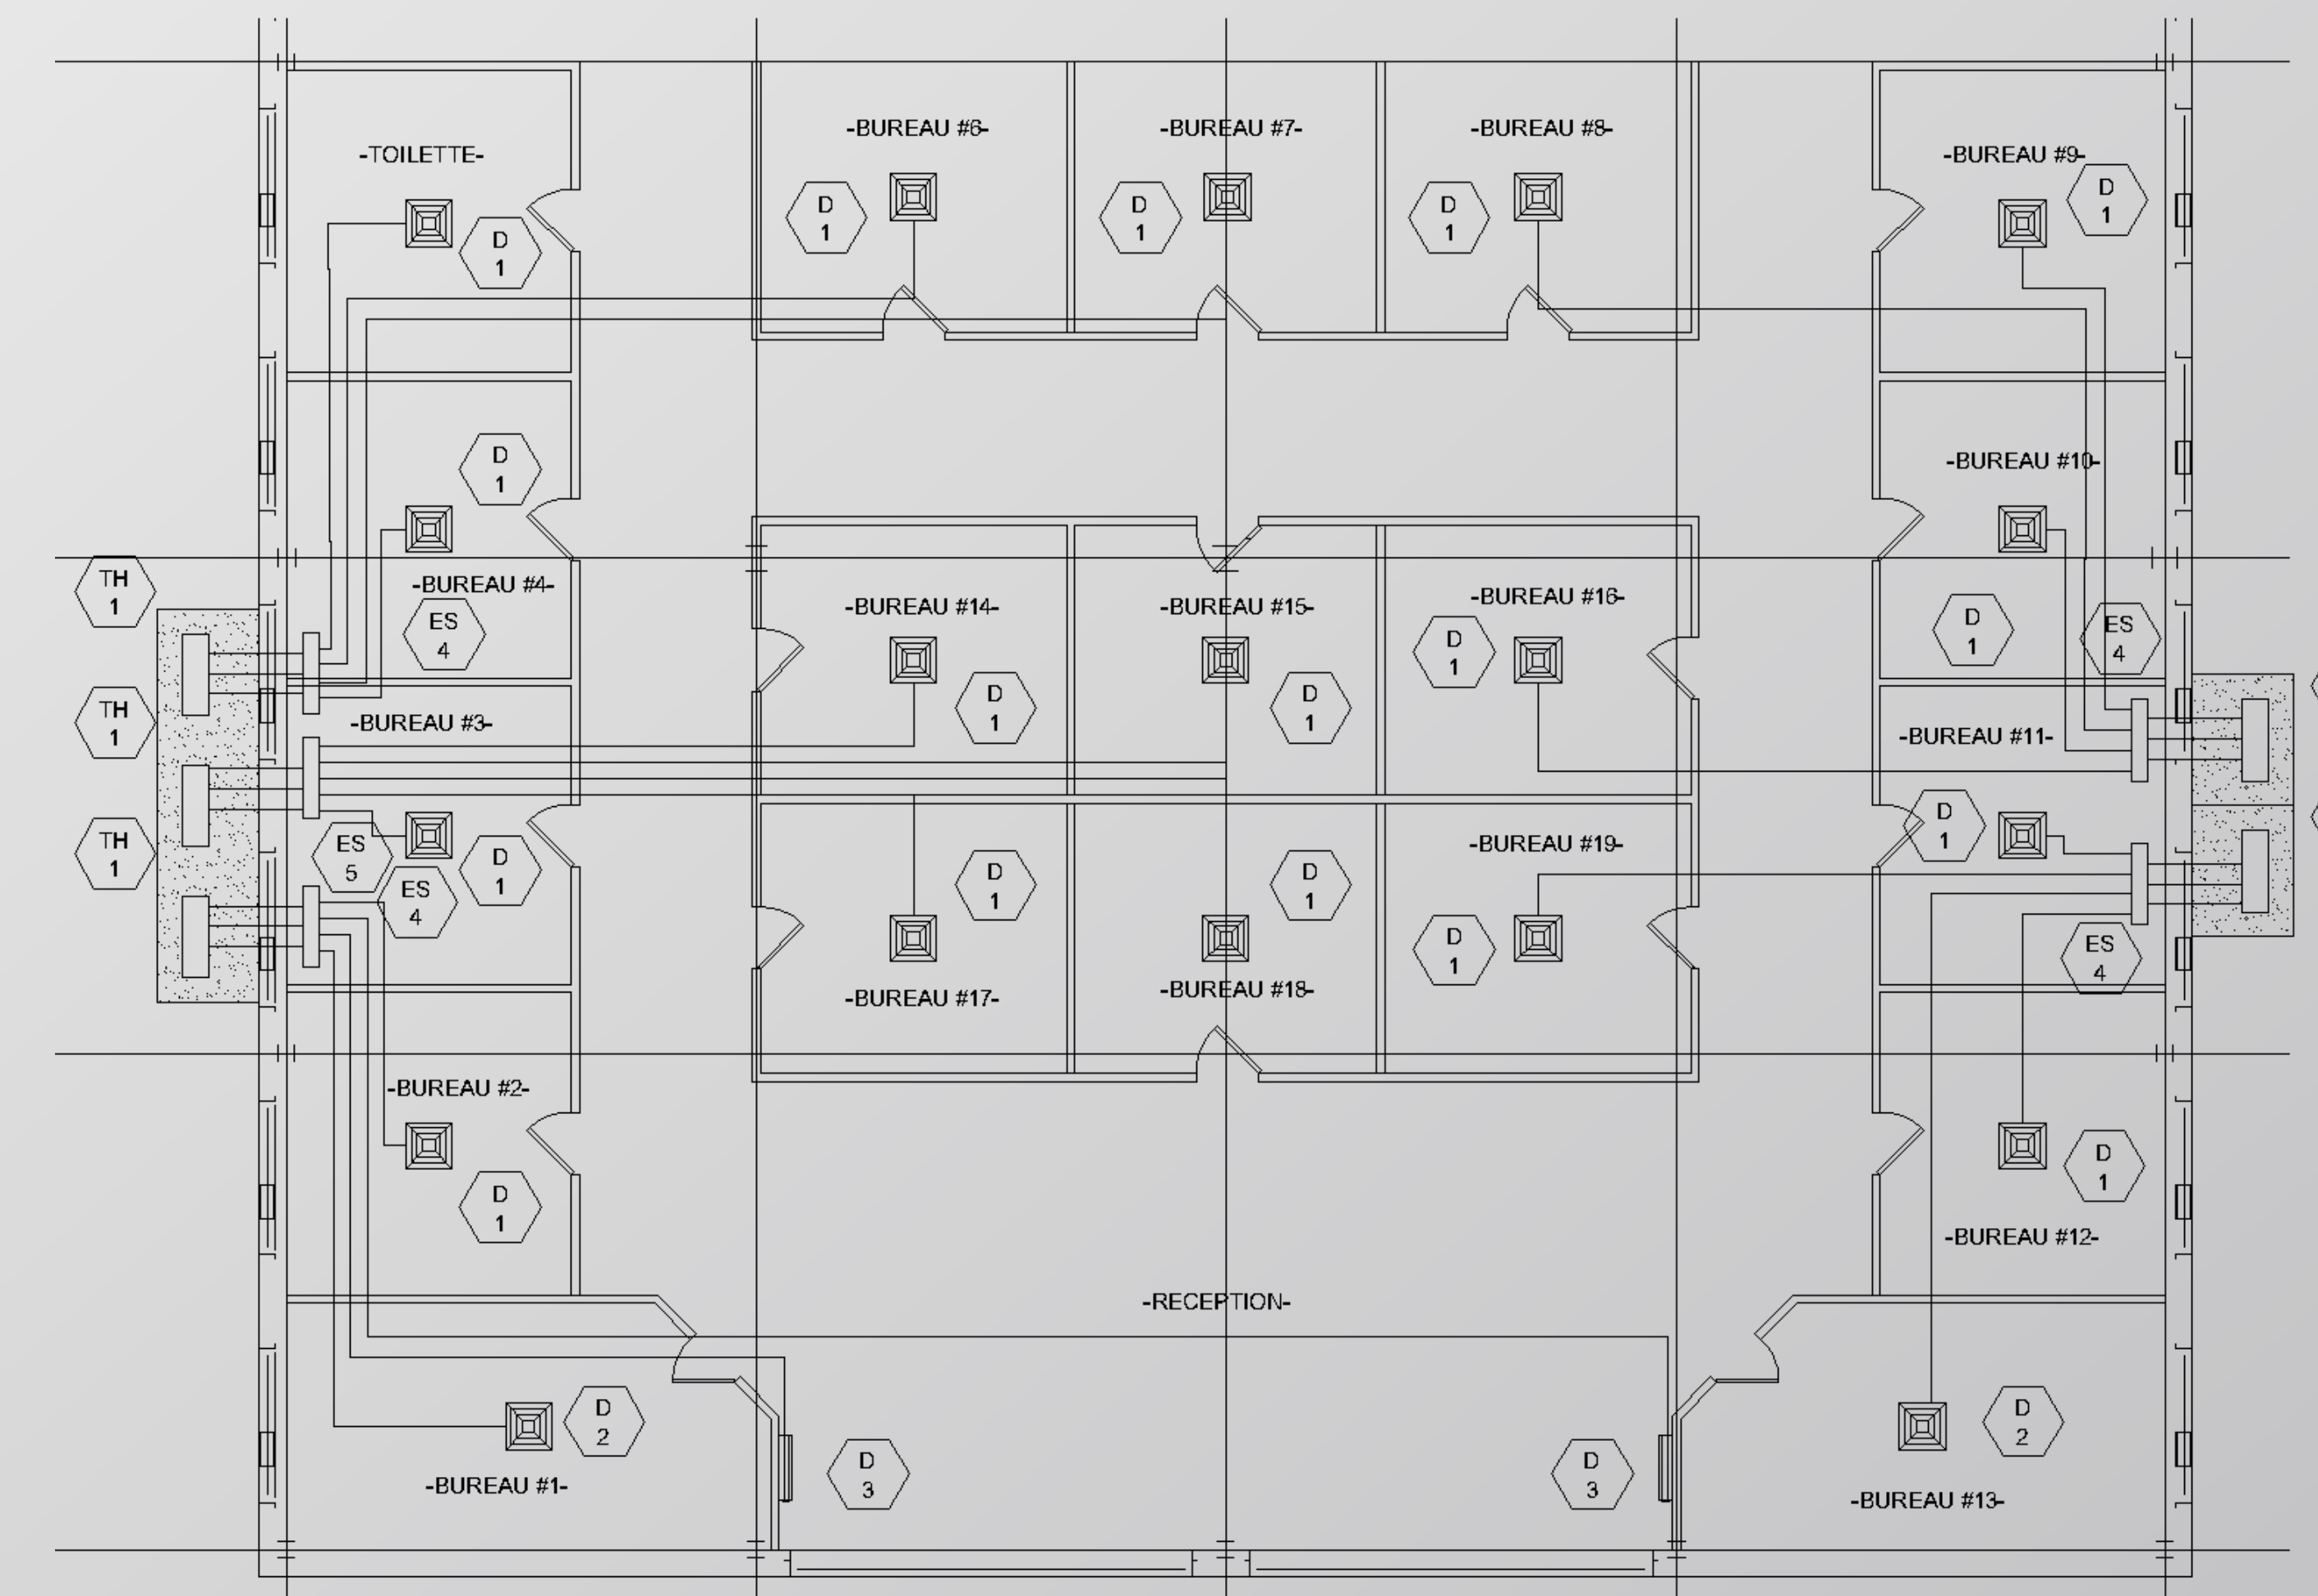 -BUREAU #6-
-BUREAU #7-
-BUREAU #8-
-TOILETTE-
-BUREAU #9-
D
1
D
1
D
1
D
1
D
1
D
1
-BUREAU #10-
TH
1
-BUREAU #4-
ES
4
-BUREAU #14-
-BUREAU #15-
-BUREAU #16-
D
1
D
1
ES
4
TH
1
-BUREAU #3-
D
1
D
1
-BUREAU #11-
TH
1
ES
5
D
1
ES
4
D
1
D
1
-BUREAU #19-
D
1
D
1
-BUREAU #17-
-BUREAU #18-
ES
4
-BUREAU #2-
D
1
D
1
-BUREAU #12-
-RECEPTION-
D
2
D
2
-BUREAU #1-
D
3
D
3
-BUREAU #13-